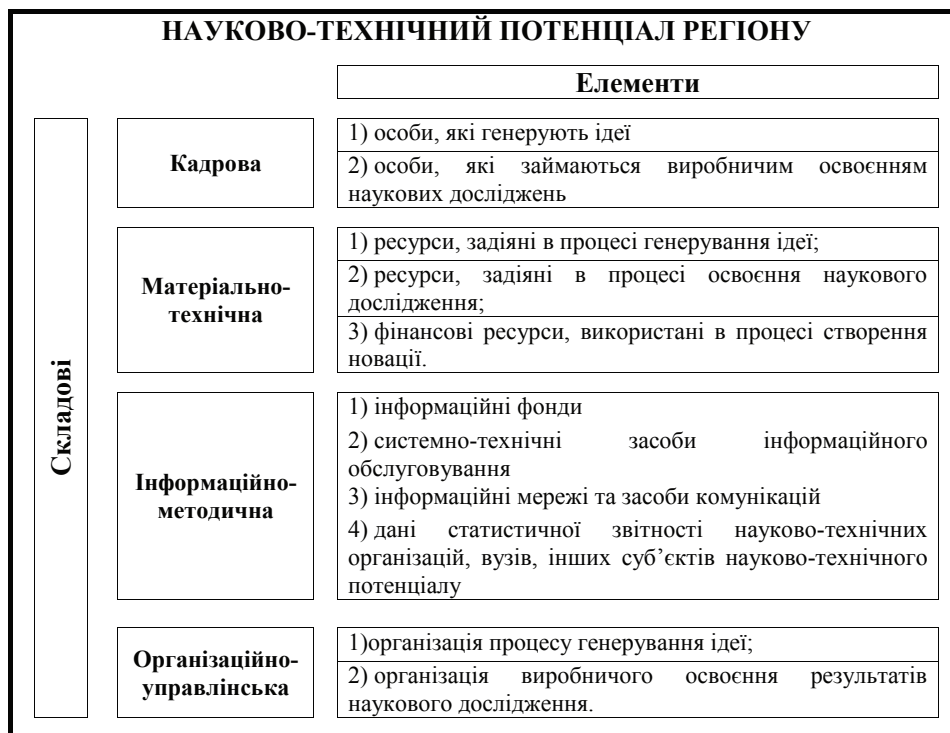 НАУКОВО-ТЕХНІЧНИЙ ПОТЕНЦІАЛ РЕГІОНУ
Елементи
Складові
Кадрова
1) особи, які генерують ідеї
2) особи, які займаються виробничим освоєнням
наукових досліджень
Матеріально-
технічна
1) ресурси, задіяні в процесі генерування ідеї;
2) ресурси, задіяні в процесі освоєння наукового
дослідження;
3) фінансові ресурси, використані в процесі створення
новації.
Інформаційно-
методична
1) інформаційні фонди
2) системно-технічні засоби інформаційного
обслуговування
3) інформаційні мережі та засоби комунікацій
4) дані статистичної звітності науково-технічних
організацій, вузів, інших суб’єктів науково-технічного
потенціалу
Організаційно-
управлінська
1)організація процесу генерування ідеї;
2) організація виробничого освоєння результатів
наукового дослідження.